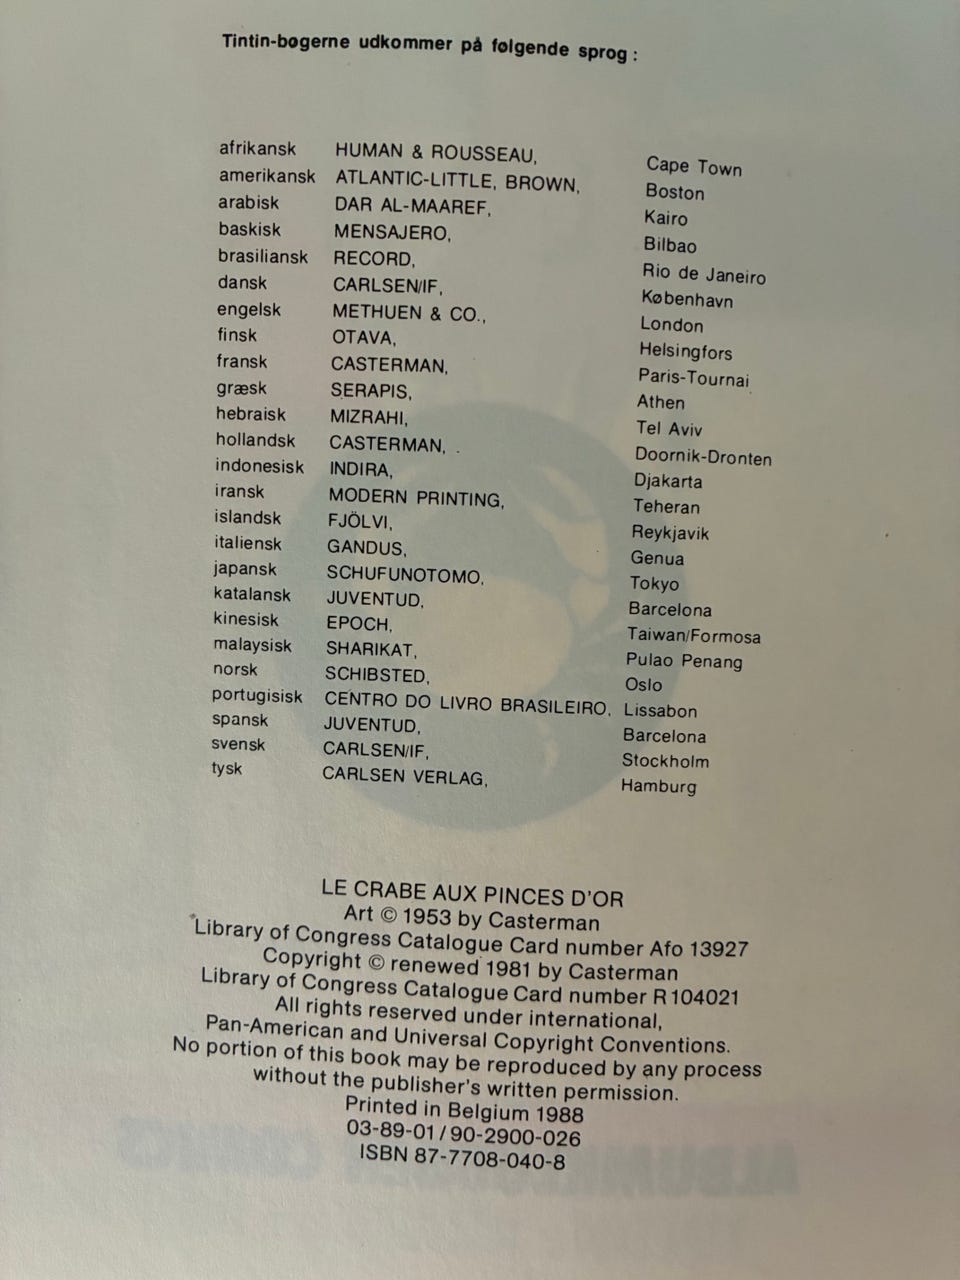 Tintin-bøgerne udkommer på følgende sprog :
afrikansk HUMAN & ROUSSEAU, Cape Town
amerikansk ATLANTIC-LITTLE, BROWN, Boston
arabisk DAR AL-MAAREF, Kairo
baskisk MENSAJERO, Bilbao
brasiliansk RECORD, Rio de Janeiro
dansk CARLSEN/IF, København
engelsk METHUEN & CO., London
finsk OTAVA, Helsingfors
fransk CASTERMAN, Paris-Tournai
græsk SERAPIS, Athen
hebraisk MIZRAHI, Tel Aviv
hollandsk CASTERMAN, Doornik-Dronten
indonesisk INDIRA, Djakarta
iransk MODERN PRINTING, Teheran
islandsk FJÖLVI, Reykjavik
italiensk GANDUS, Genua
japansk SCHUFUNOTOMO, Tokyo
katalansk JUVENTUD, Barcelona
kinesisk EPOCH, Taiwan/Formosa
malaysisk SHARIKAT, Pulao Penang
norsk SCHIBSTED, Oslo
portugisisk CENTRO DO LIVRO BRASILEIRO, Lissabon
spansk JUVENTUD, Barcelona
svensk CARLSEN/IF, Stockholm
tysk CARLSEN VERLAG, Hamburg
LE CRABE AUX PINCES D'OR
Art © 1953 by Casterman
Library of Congress Catalogue Card number Afo 13927
Copyright © renewed 1981 by Casterman
Library of Congress Catalogue Card number R 104021
All rights reserved under international,
Pan-American and Universal Copyright Conventions.
No portion of this book may be reproduced by any process
without the publisher's written permission.
Printed in Belgium 1988
03-89-01 / 90-2900-026
ISBN 87-7708-040-8